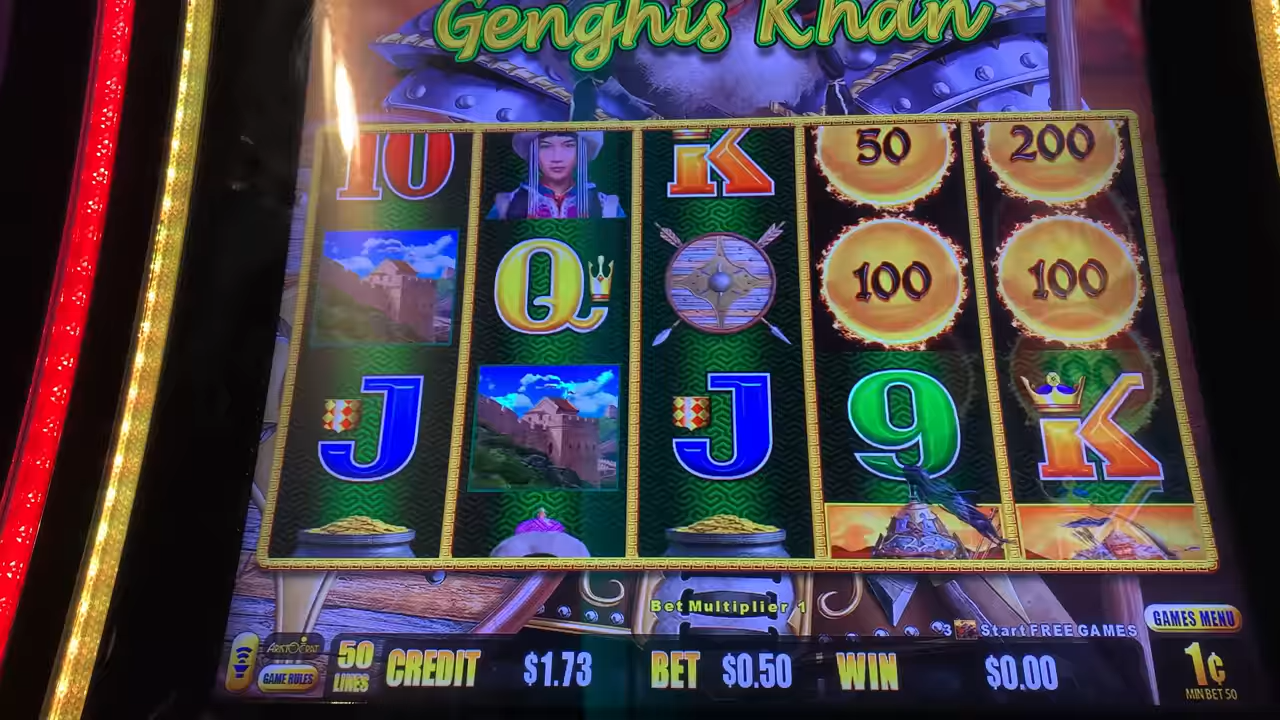 Genghis Khan
10 K 50 200
Q 100 100
J J 9 K
Bet Multiplier 1
3 Start FREE GAMES
GAMES MENU
ARISTOCRAT
GAME RULES
50 LINES
CREDIT $1.73
BET $0.50
WIN $0.00
1¢
MIN BET 50